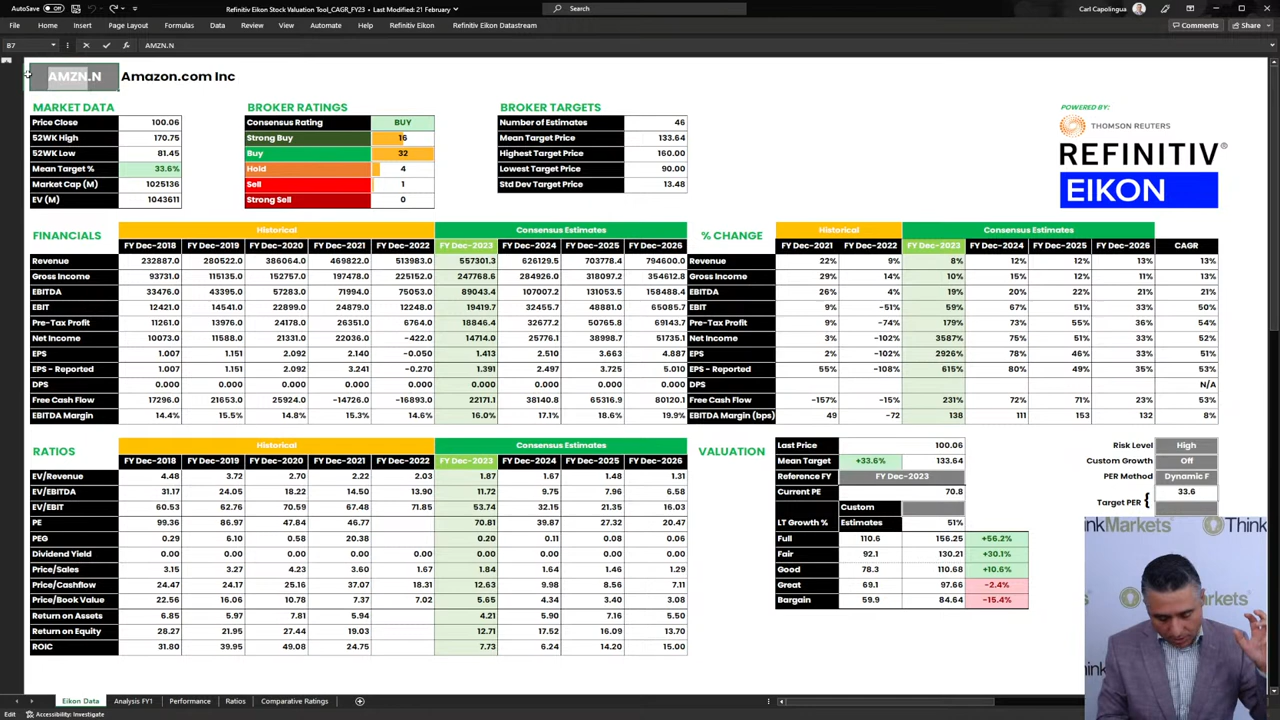 AutoSave Off Refinitiv Eikon Stock Valuation Tool_CAGR_FY23 • Last Modified: 21 February Search Carl Capolingua
File Home Insert Page Layout Formulas Data Review View Help Refinitiv Eikon Refinitiv Eikon Datastream Comments Share
B7 AMZN.N
AMZN.N Amazon.com Inc
MARKET DATA BROKER RATINGS BROKER TARGETS POWERED BY:
Price Close 100.06 Consensus Rating BUY Number of Estimates 46
THOMSON REUTERS
52WK High 170.75 Strong Buy 16 Mean Target Price 133.64
52WK Low 81.45 Buy 32 Highest Target Price 160.00
REFINITIV®
Mean Target % 33.6% Hold 4 Lowest Target Price 90.00
Market Cap (M) 1025136 Sell 1 Std Dev Target Price 13.48
EIKON
EV (M) 1043611 Strong Sell 0
FINANCIALS Historical Consensus Estimates % CHANGE Historical Consensus Estimates
FY Dec-2018 FY Dec-2019 FY Dec-2020 FY Dec-2021 FY Dec-2022 FY Dec-2023 FY Dec-2024 FY Dec-2025 FY Dec-2026 FY Dec-2021 FY Dec-2022 FY Dec-2023 FY Dec-2024 FY Dec-2025 FY Dec-2026 CAGR
Revenue 232887.0 280522.0 386064.0 469822.0 513983.0 557301.3 626129.5 703778.4 794600.0 Revenue 22% 9% 8% 12% 12% 13% 13%
Gross Income 93731.0 115135.0 152757.0 197478.0 225152.0 247768.6 284926.0 318097.2 354612.8 Gross Income 29% 14% 10% 15% 12% 11% 13%
EBITDA 33476.0 43395.0 60397.0 71994.0 75053.0 89043.4 107007.2 131053.5 158488.4 EBITDA 26% 4% 19% 20% 22% 21% 21%
EBIT 12421.0 14541.0 22899.0 24879.0 12248.0 19419.7 32455.7 48881.0 65085.7 EBIT 9% -51% 59% 67% 51% 33% 50%
Pre-Tax Profit 11261.0 13976.0 24178.0 26351.0 6764.0 18846.4 32677.2 50765.8 69143.7 Pre-Tax Profit 9% -74% 179% 73% 55% 36% 54%
Net Income 10073.0 11588.0 21331.0 22036.0 -422.0 14714.0 25776.1 38998.7 51735.1 Net Income 3% -102% 3587% 75% 51% 33% 52%
EPS 1.007 1.151 2.092 2.140 -0.050 1.413 2.510 3.663 4.887 EPS 2% -102% 2926% 78% 46% 33% 51%
EPS - Reported 1.007 1.151 2.092 3.241 -0.270 1.391 2.497 3.725 5.010 EPS - Reported 55% -108% 615% 80% 49% 35% 53%
DPS 0.000 0.000 0.000 0.000 0.000 0.000 0.000 0.000 0.000 DPS N/A
Free Cash Flow 17296.0 21653.0 25924.0 -14726.0 -16893.0 22171.1 38140.8 65316.9 80120.1 Free Cash Flow -157% -15% 231% 72% 71% 23% 53%
EBITDA Margin 14.4% 15.5% 14.8% 15.3% 14.6% 16.0% 17.1% 18.6% 19.9% EBITDA Margin (bps) 49 -72 138 111 153 132 8%
RATIOS Historical Consensus Estimates VALUATION Last Price 100.06 Risk Level High
FY Dec-2018 FY Dec-2019 FY Dec-2020 FY Dec-2021 FY Dec-2022 FY Dec-2023 FY Dec-2024 FY Dec-2025 FY Dec-2026 Mean Target +33.6% 133.64 Custom Growth Off
EV/Revenue 4.48 3.72 2.70 2.22 2.03 1.87 1.67 1.48 1.31 Reference FY FY Dec-2023 PER Method Dynamic F
EV/EBITDA 31.17 24.05 18.22 14.50 13.90 11.72 9.75 7.96 6.58 Current PE 70.8 Target PER { 33.6
EV/EBIT 60.53 62.76 32.75 67.48 71.85 53.74 32.15 21.35 16.03 Custom
PE 99.36 86.97 47.84 46.77 70.81 39.87 27.32 20.47 LT Growth % Estimates 51%
PEG 0.29 6.10 0.58 20.38 0.20 0.11 0.08 0.06 Full 110.6 156.25 +56.2%
Dividend Yield 0.00 0.00 0.00 0.00 0.00 0.00 0.00 0.00 0.00 Fair 92.1 130.21 +30.1%
Price/Sales 3.15 3.27 4.23 3.60 1.67 1.84 1.64 1.46 1.29 Good 78.3 110.68 +10.6%
Price/Cashflow 24.47 24.17 25.16 37.07 18.31 12.63 9.98 8.56 7.11 Great 69.1 97.66 -2.4%
Price/Book Value 22.56 16.06 10.78 7.37 7.02 5.65 4.34 3.40 3.08 Bargain 59.9 84.64 -15.4%
Return on Assets 6.85 5.97 7.81 5.94 4.21 5.90 7.16 5.50
Return on Equity 28.27 21.95 27.44 19.03 12.71 17.52 16.09 13.70
ROIC 31.80 39.95 49.08 24.75 7.73 6.24 14.20 15.00
Eikon Data Analysis FY1 Performance Ratios Comparative Ratings
Edit Accessibility: Investigate